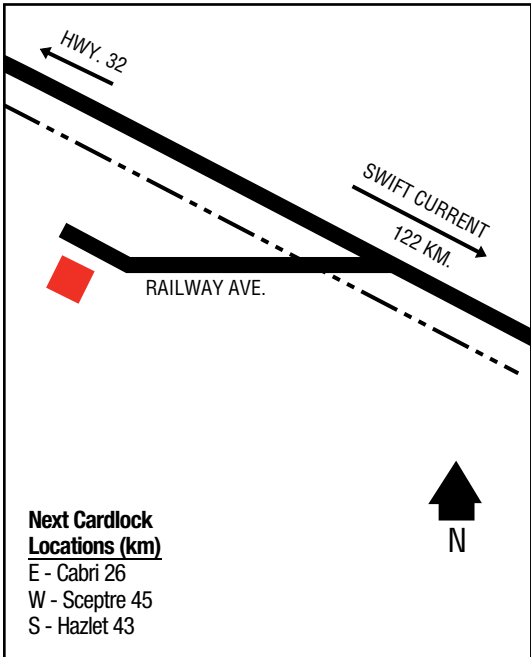 HWY. 32
SWIFT CURRENT
122 KM.
RAILWAY AVE.
Next Cardlock
Locations (km)
E - Cabri 26
W - Sceptre 45
S - Hazlet 43
N